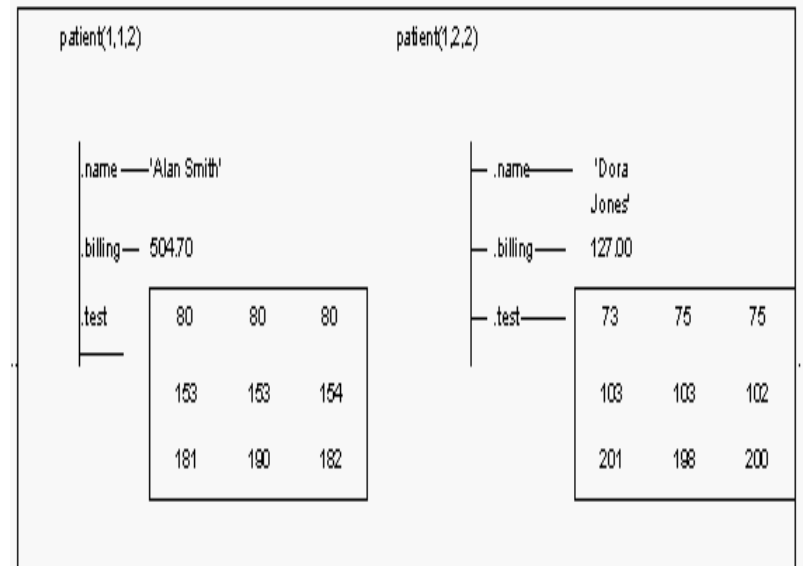 patient(1,1,2) patient(1,2,2)
.name 'Alan Smith' .name 'Dora
Jones'
.billing 504.70 .billing 127.00
.test 80 80 80 .test 73 75 75
153 153 154 103 103 102
181 190 182 201 198 200